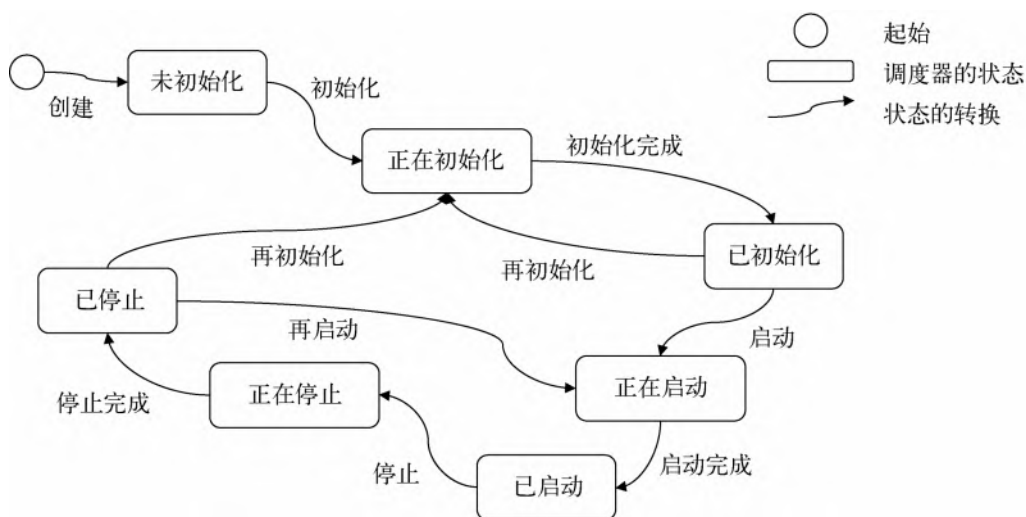 起始
未初始化
初始化
调度器的状态
创建
状态的转换
正在初始化
初始化完成
再初始化
再初始化
已初始化
已停止
再启动
启动
正在停止
正在启动
停止完成
停止
已启动
启动完成